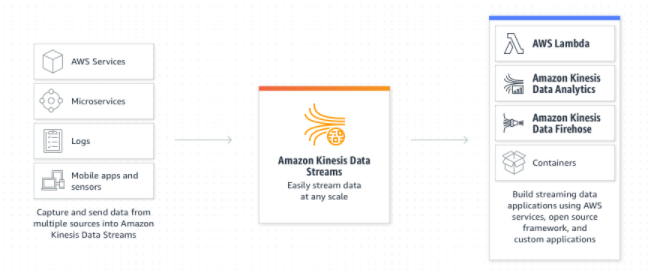 AWS Services
Microservices
Logs
Mobile apps and
sensors
Capture and send data from
multiple sources into Amazon
Kinesis Data Streams
Amazon Kinesis Data
Streams
Easily stream data
at any scale
AWS Lambda
Amazon Kinesis
Data Analytics
Amazon Kinesis
Data Firehose
Containers
Build streaming data
applications using AWS
services, open source
framework, and
custom applications